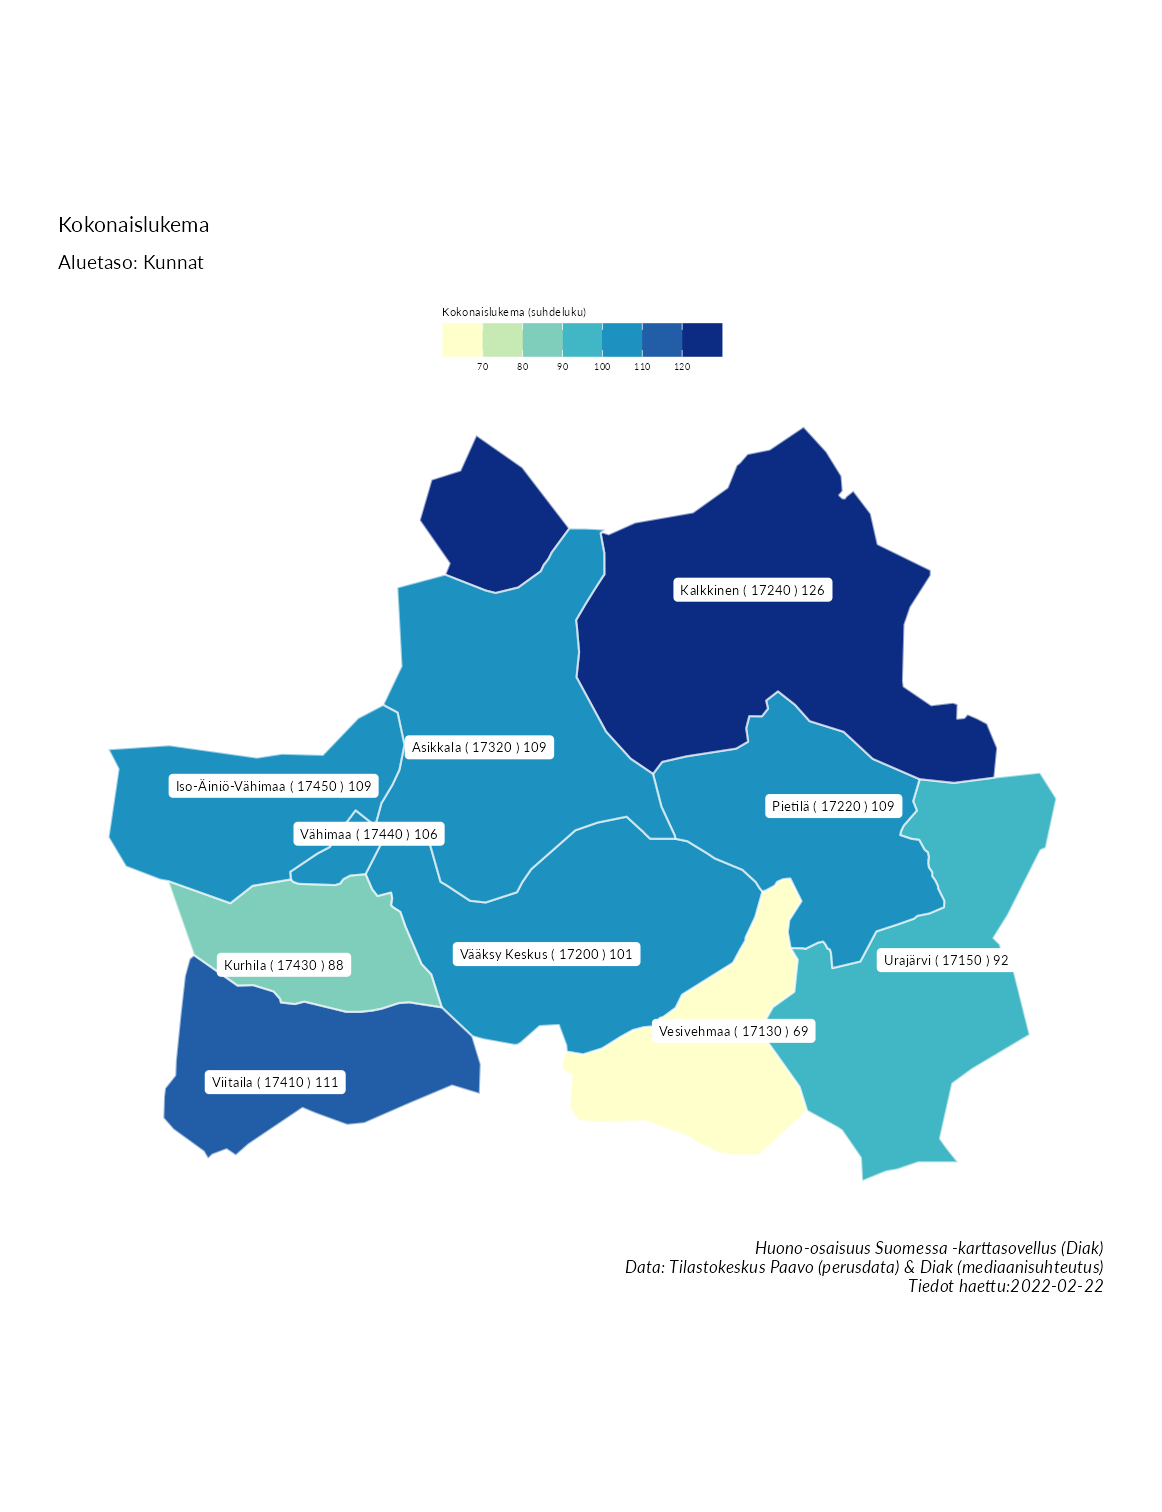 Kokonaislukema
Aluetaso: Kunnat
Kokonaislukema (suhdeluku)
70 80 90 100 110 120
Kalkkinen ( 17240 ) 126
Asikkala ( 17320 ) 109
Iso-Äiniö-Vähimaa ( 17450 ) 109
Pietilä ( 17220 ) 109
Vähimaa ( 17440 ) 106
Vääksy Keskus ( 17200 ) 101
Urajärvi ( 17150 ) 92
Kurhila ( 17430 ) 88
Vesivehmaa ( 17130 ) 69
Viitaila ( 17410 ) 111
Huono-osaisuus Suomessa -karttasovellus (Diak)
Data: Tilastokeskus Paavo (perusdata) & Diak (mediaanisuhteutus)
Tiedot haettu:2022-02-22